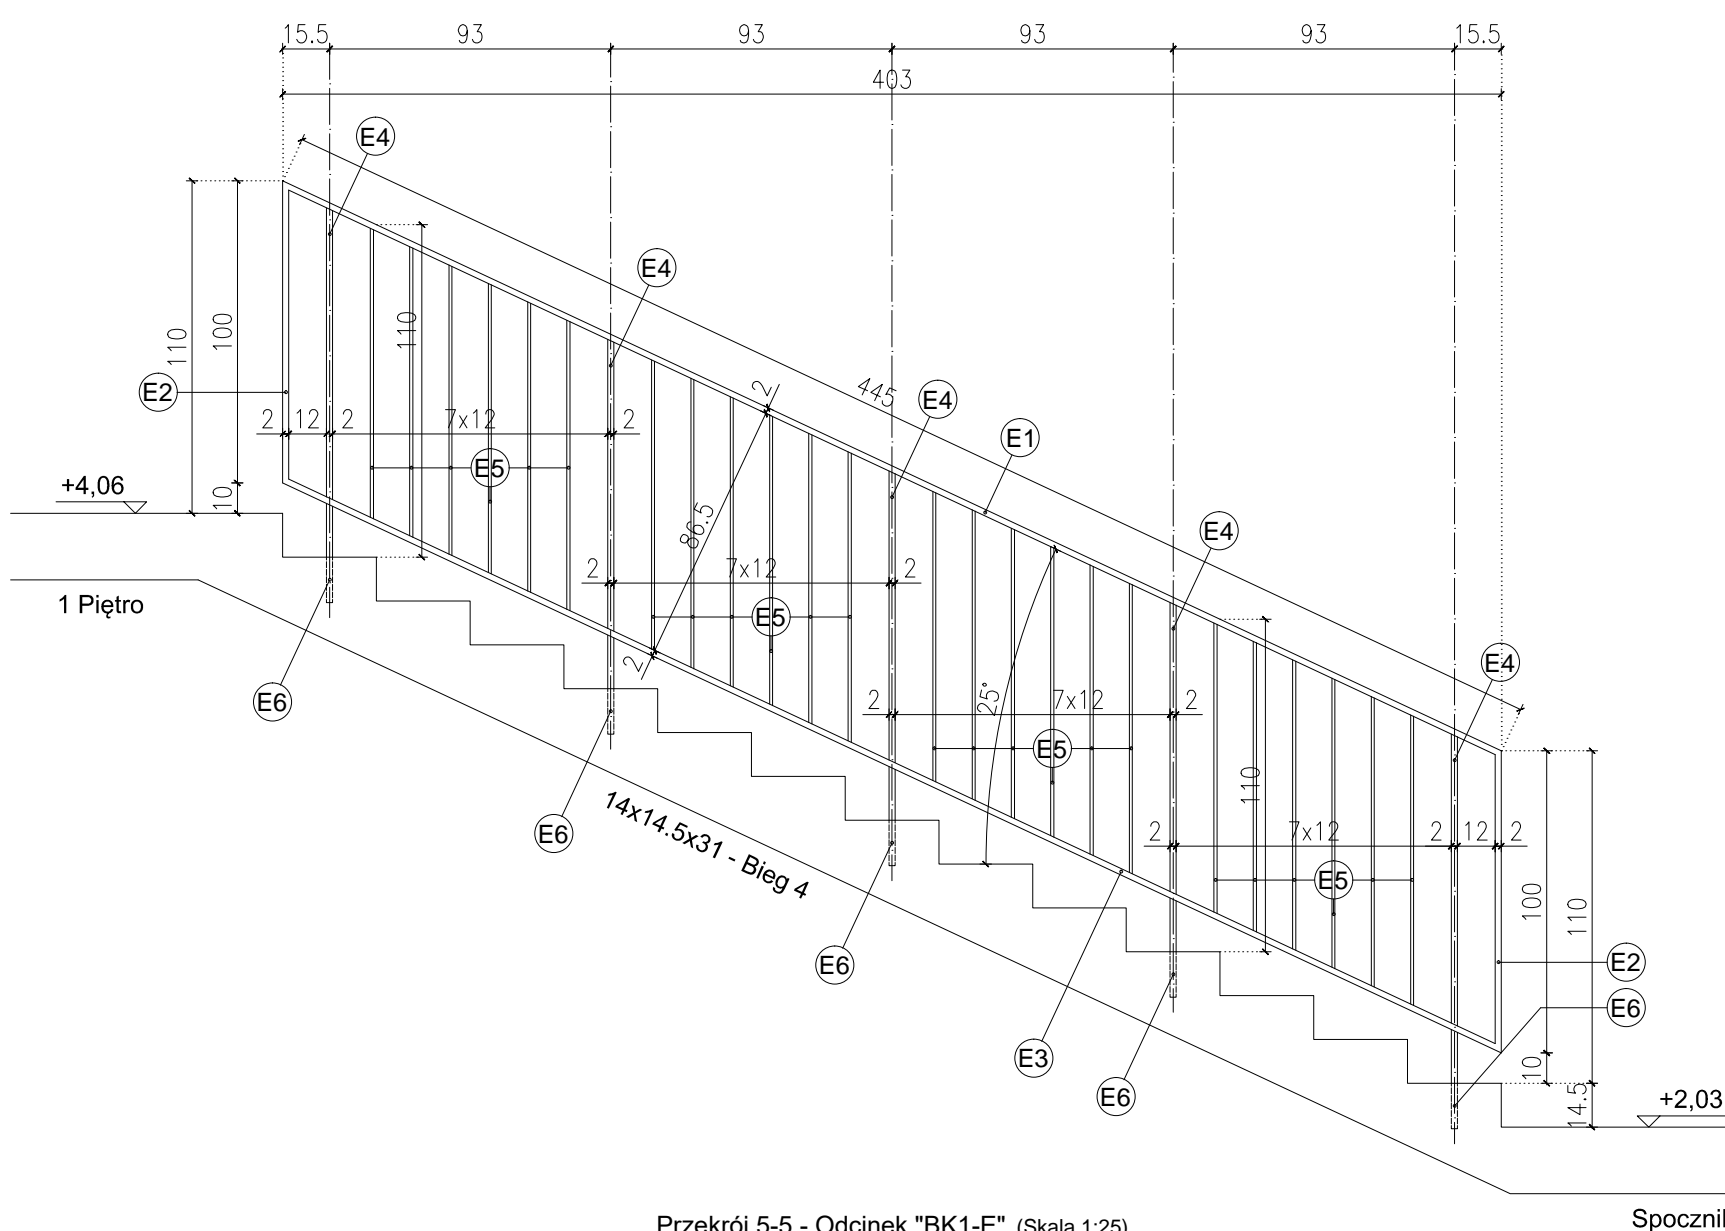 15.5 93 93 93 93 15.5
403
E4
E4
445
E4
E1
E4
E4
110 100 110
E2
2 12 2 7x12 2
E5
10
+4,06
2
86.5
2
2 7x12 2
E5
25°
2 7x12 2
E5
110
2 7x12 2 12 2
E5
1 Piętro
E6
E6
E6
E6
E3
14x14.5x31 - Bieg 4
100 110
E2
E6
10
14.5
+2,03
Przekrój 5-5 - Odcinek "BK1-E" (Skala 1:25)